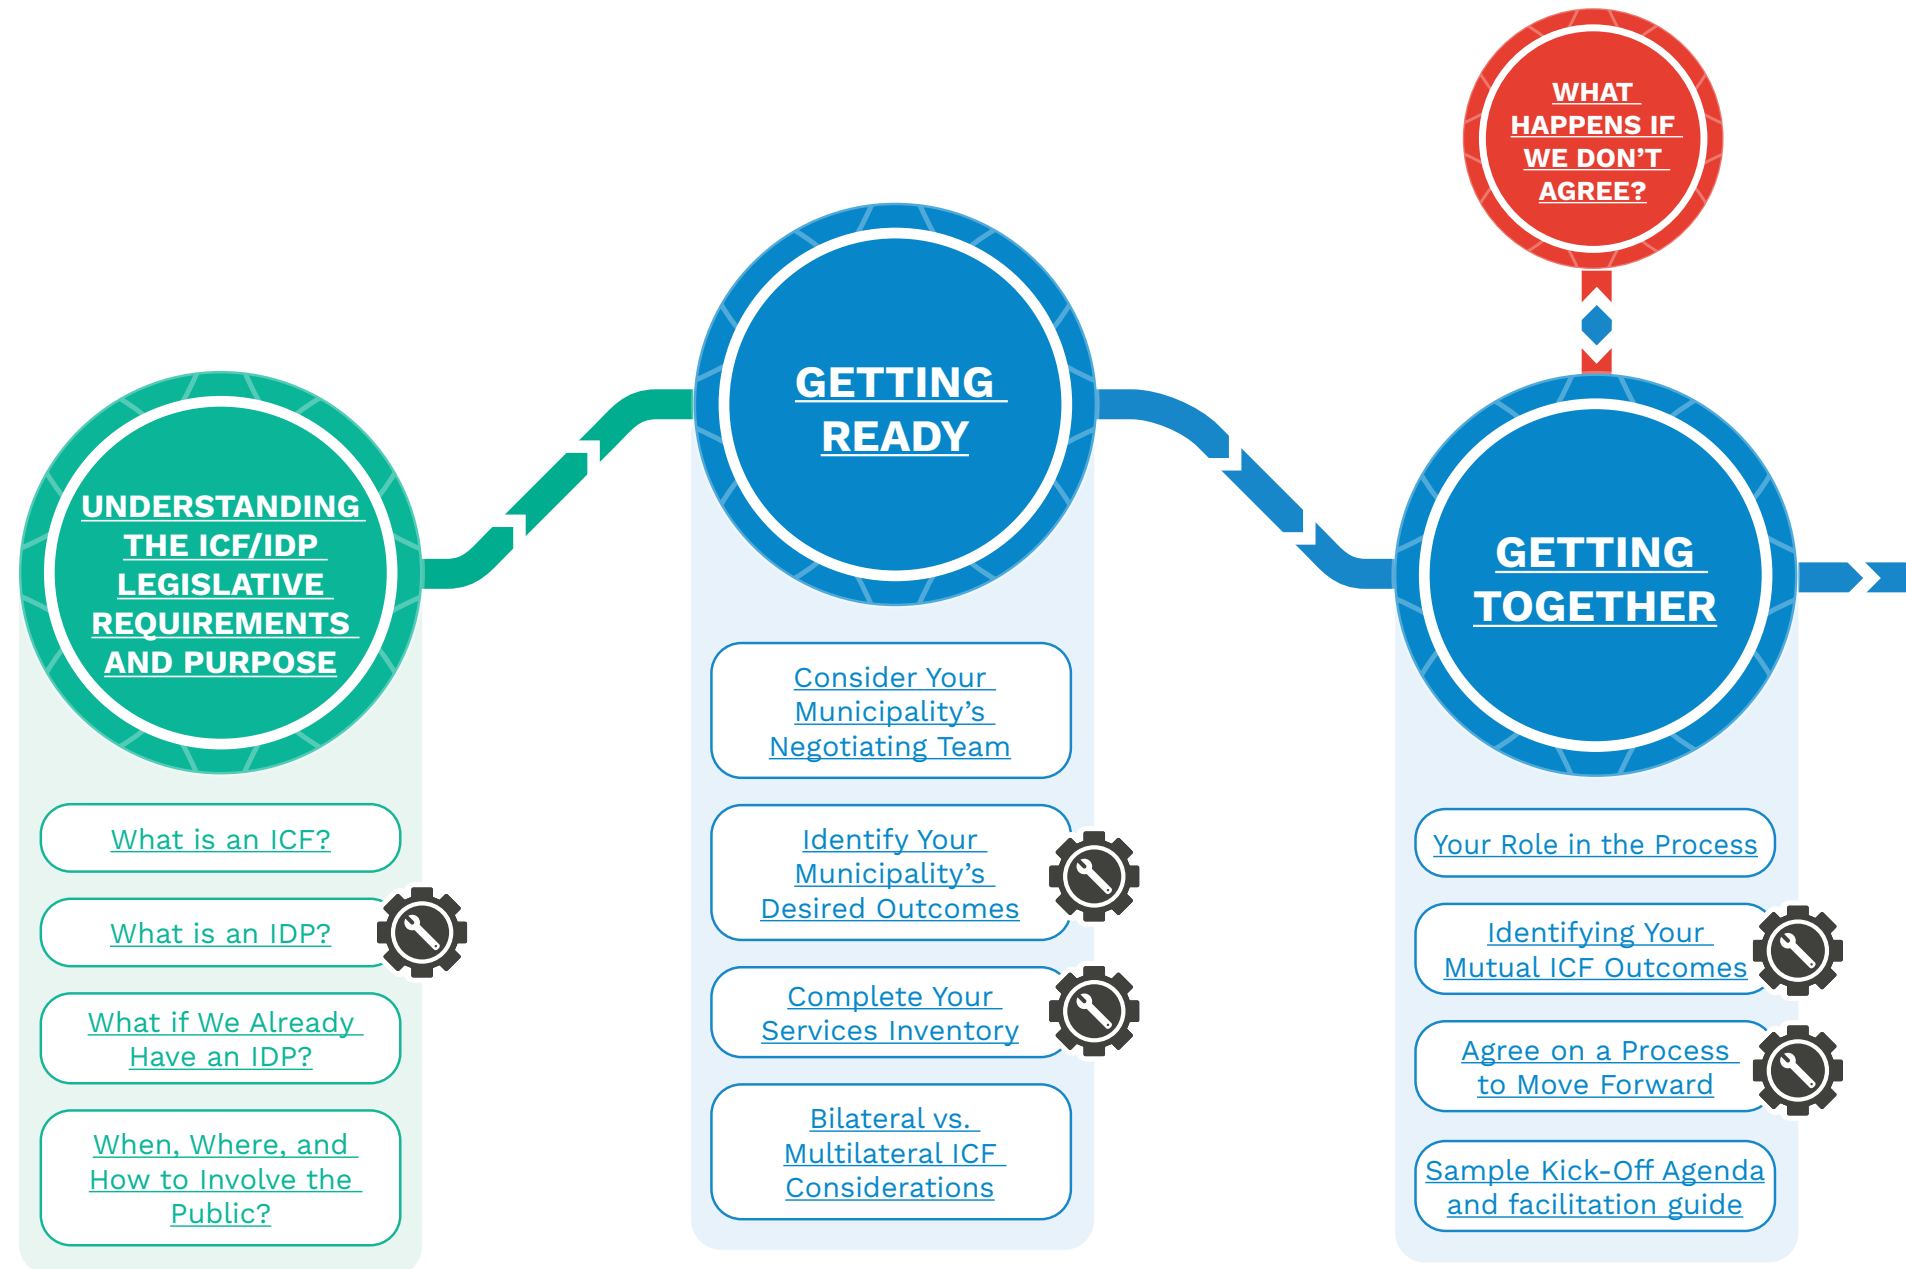 WHAT
HAPPENS IF
WE DON'T
AGREE?
UNDERSTANDING
THE ICF/IDP
LEGISLATIVE
REQUIREMENTS
AND PURPOSE
What is an ICF?
What is an IDP?
What if We Already
Have an IDP?
When, Where, and
How to Involve the
Public?
GETTING
READY
Consider Your
Municipality’s
Negotiating Team
Identify Your
Municipality’s
Desired Outcomes
Complete Your
Services Inventory
Bilateral vs.
Multilateral ICF
Considerations
GETTING
TOGETHER
Your Role in the Process
Identifying Your
Mutual ICF Outcomes
Agree on a Process
to Move Forward
Sample Kick-Off Agenda
and facilitation guide